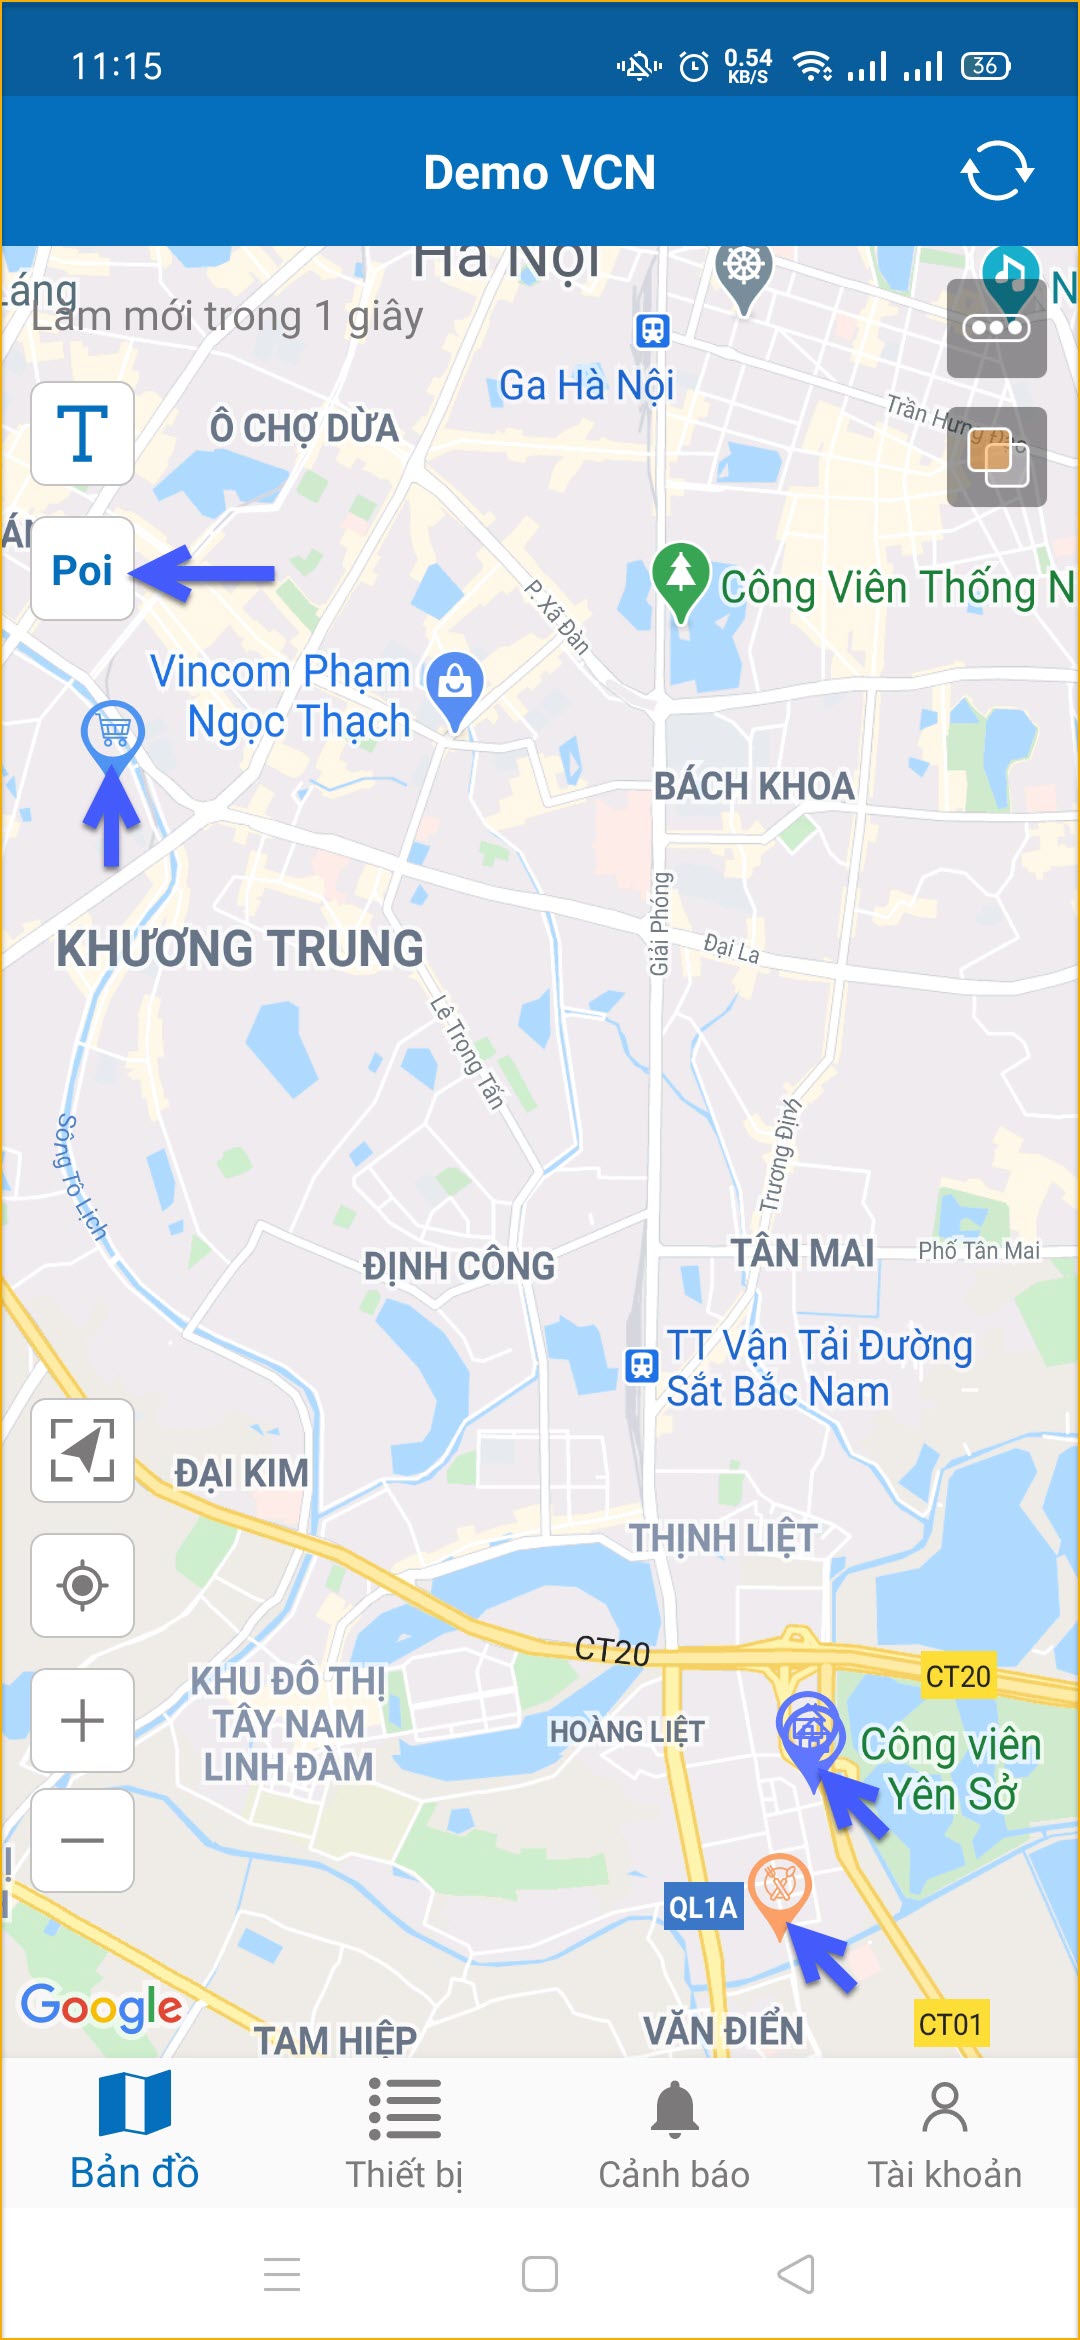 11:15
0.54
KB/S
36
Demo VCN
Hà Nội
Láng
Làm mới trong 1 giây
N
Ga Hà Nội
Trần Hưng Đạo
Ô CHỢ DỪA
T
Poi
P. Xã Đàn
Công Viên Thống N
Vincom Phạm
Ngọc Thạch
BÁCH KHOA
Giải Phóng
Đại La
KHƯƠNG TRUNG
Lê Trọng Tấn
Trương Định
Sông Tô Lịch
ĐỊNH CÔNG
TÂN MAI
Phố Tân Mai
TT Vận Tải Đường
Sắt Bắc Nam
ĐẠI KIM
THỊNH LIỆT
CT20
CT20
KHU ĐÔ THỊ
TÂY NAM
LINH ĐÀM
HOÀNG LIỆT
Công viên
Yên Sở
QL1A
Google
TAM HIỆP
VĂN ĐIỂN
CT01
Bản đồ
Thiết bị
Cảnh báo
Tài khoản